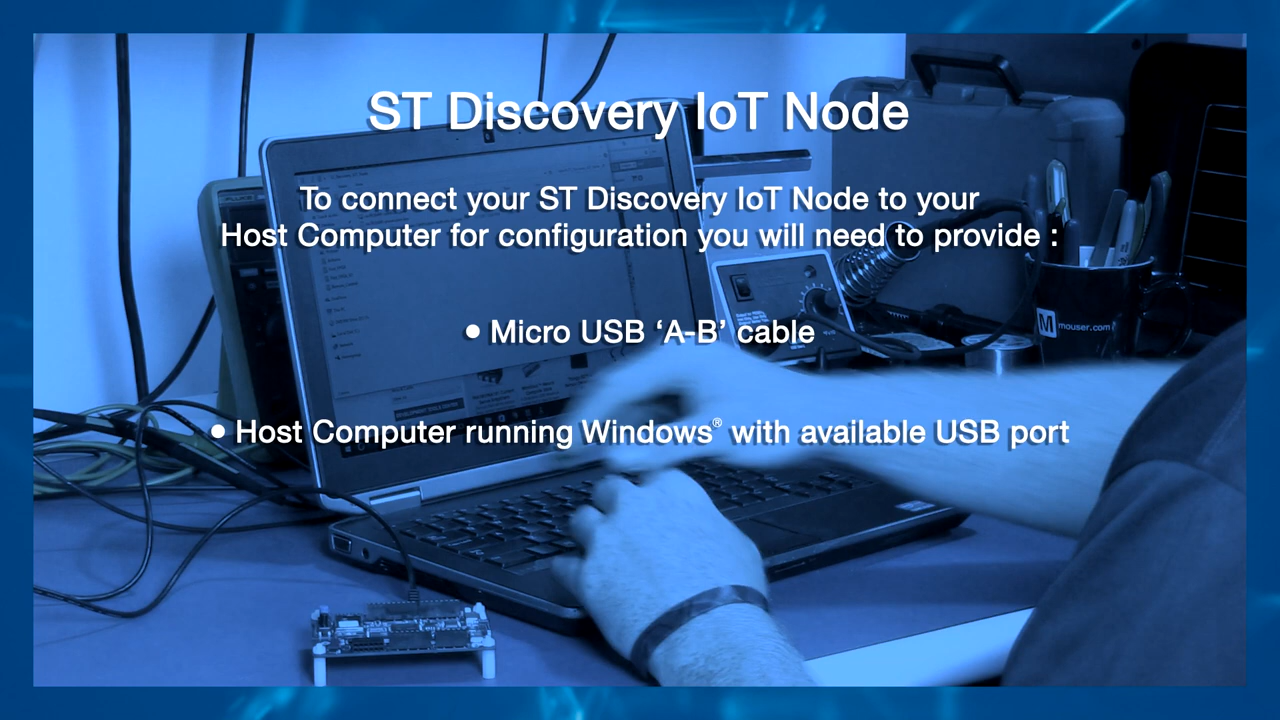 ST Discovery IoT Node
To connect your ST Discovery IoT Node to your
Host Computer for configuration you will need to provide :
• Micro USB ‘A-B’ cable
• Host Computer running Windows® with available USB port
FLUKE
M mouser.com